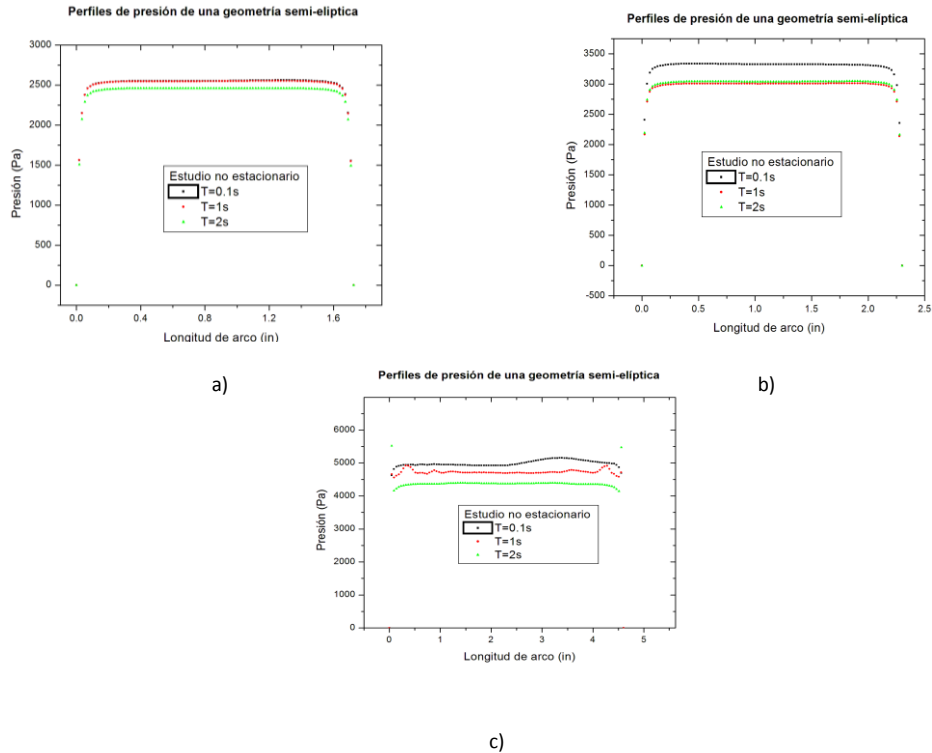 Perfiles de presión de una geometría semi-elíptica
3000
2500
2000
1500
1000
500
0
Presión (Pa)
Estudio no estacionario
T=0.1s
T=1s
T=2s
0.0 0.4 0.8 1.2 1.6
Longitud de arco (in)
a)
Perfiles de presión de una geometría semi-elíptica
3500
3000
2500
2000
1500
1000
500
0
-500
Presión (Pa)
Estudio no estacionario
T=0.1s
T=1s
T=2s
0.0 0.5 1.0 1.5 2.0 2.5
Longitud de arco (in)
b)
Perfiles de presión de una geometría semi-elíptica
6000
5000
4000
3000
2000
1000
0
Presión (Pa)
Estudio no estacionario
T=0.1s
T=1s
T=2s
0 1 2 3 4 5
Longitud de arco (in)
c)